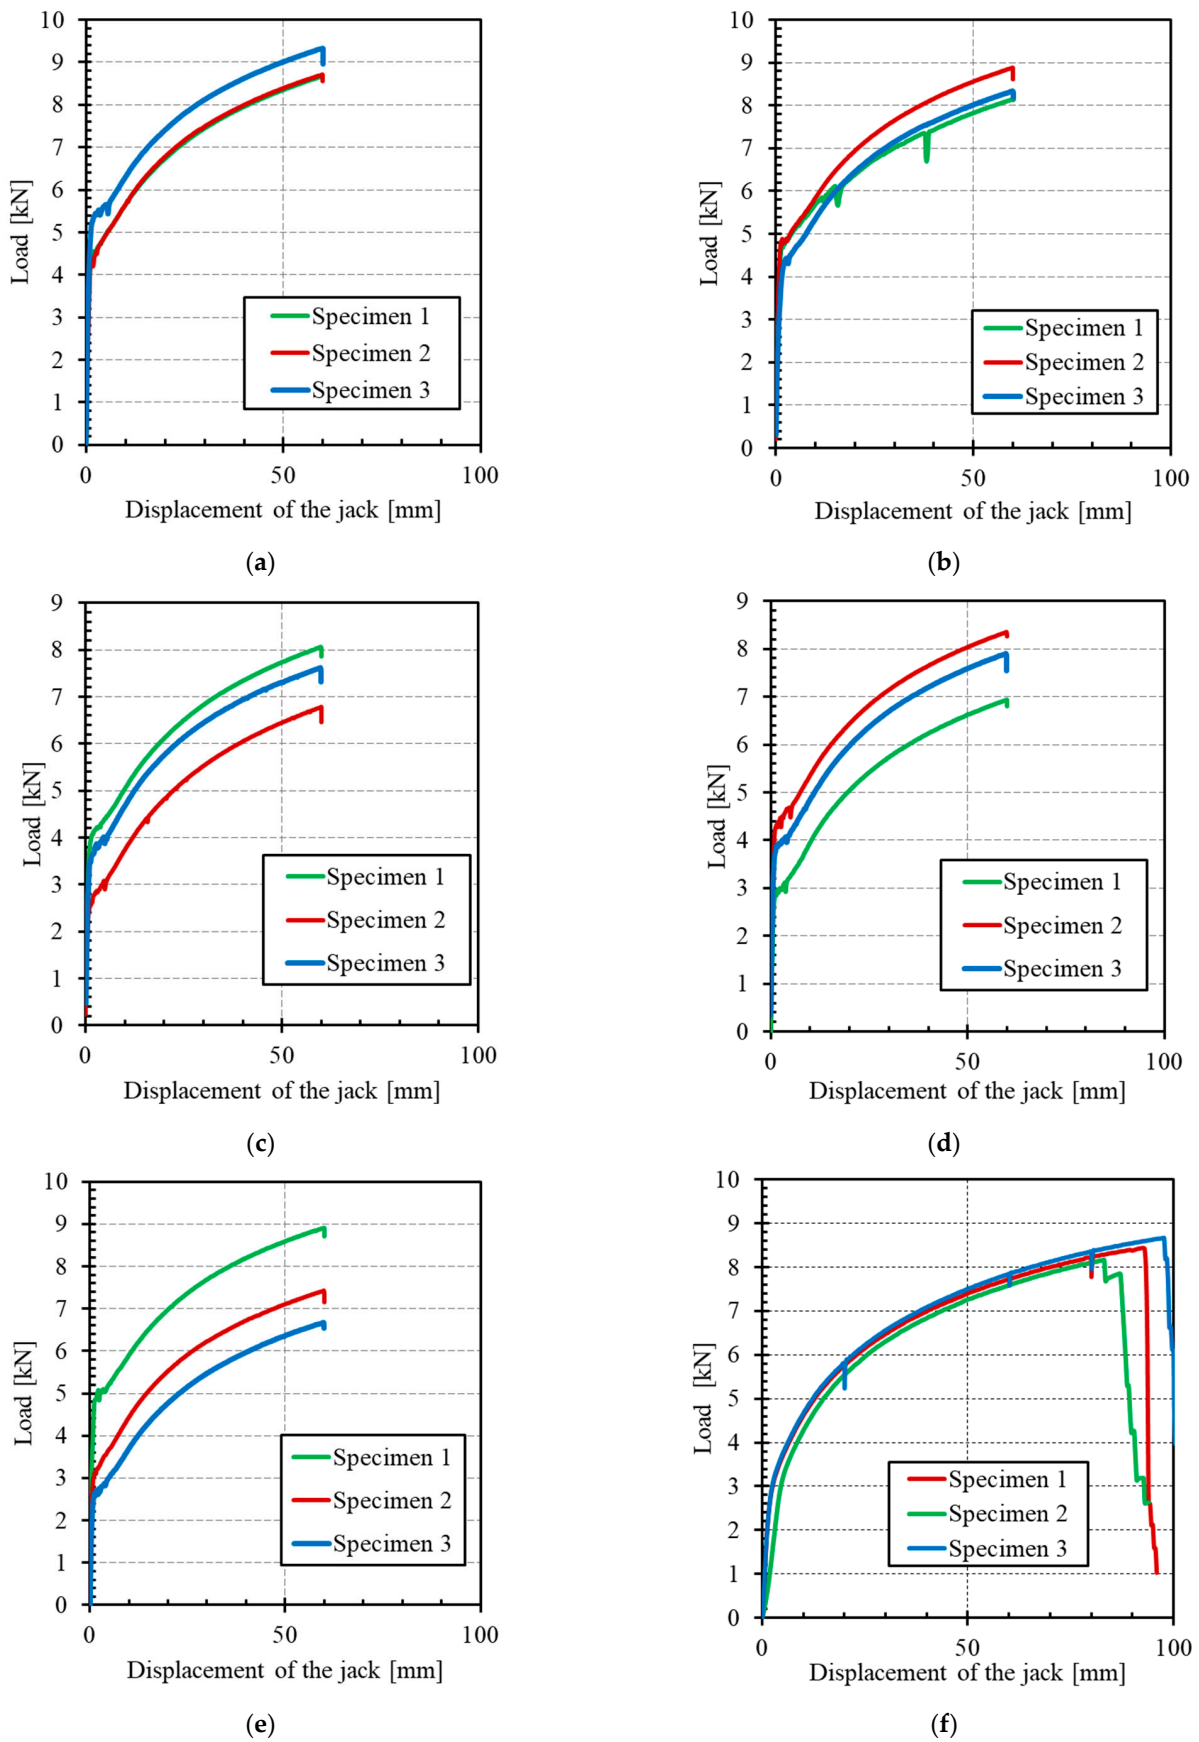 10
9
8
7
6
5
4
3
2
1
0
Load [kN]
Specimen 1
Specimen 2
Specimen 3
0 50 100
Displacement of the jack [mm]
(a)
10
9
8
7
6
5
4
3
2
1
0
Load [kN]
Specimen 1
Specimen 2
Specimen 3
0 50 100
Displacement of the jack [mm]
(b)
9
8
7
6
5
4
3
2
1
0
Load [kN]
Specimen 1
Specimen 2
Specimen 3
0 50 100
Displacement of the jack [mm]
(c)
9
8
7
6
5
4
3
2
1
0
Load [kN]
Specimen 1
Specimen 2
Specimen 3
0 50 100
Displacement of the jack [mm]
(d)
10
9
8
7
6
5
4
3
2
1
0
Load [kN]
Specimen 1
Specimen 2
Specimen 3
0 50 100
Displacement of the jack [mm]
(e)
10
9
8
7
6
5
4
3
2
1
0
Load [kN]
Specimen 1
Specimen 2
Specimen 3
0 50 100
Displacement of the jack [mm]
(f)